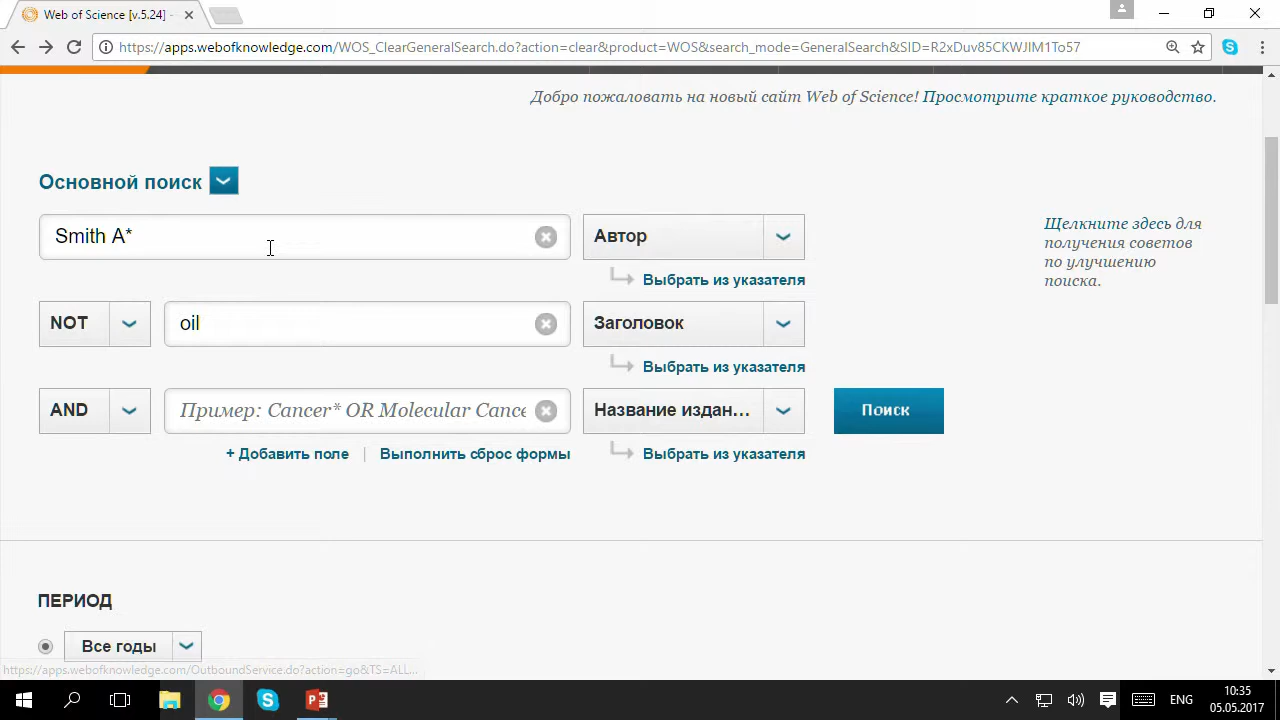 Web of Science [v.5.24] -
https://apps.webofknowledge.com/WOS_ClearGeneralSearch.do?action=clear&product=WOS&search_mode=GeneralSearch&SID=R2xDuv85CKWJIM1To57
Добро пожаловать на новый сайт Web of Science! Просмотрите краткое руководство.
Основной поиск
Smith A*
Автор
Выбрать из указателя
Щелкните здесь для
получения советов
по улучшению
поиска.
NOT
oil
Заголовок
Выбрать из указателя
AND
Пример: Cancer* OR Molecular Cance
Название издан...
Поиск
+ Добавить поле | Выполнить сброс формы
Выбрать из указателя
ПЕРИОД
Все годы
https://apps.webofknowledge.com/OutboundService.do?action=go&TS=ALL...
ENG
10:35
05.05.2017